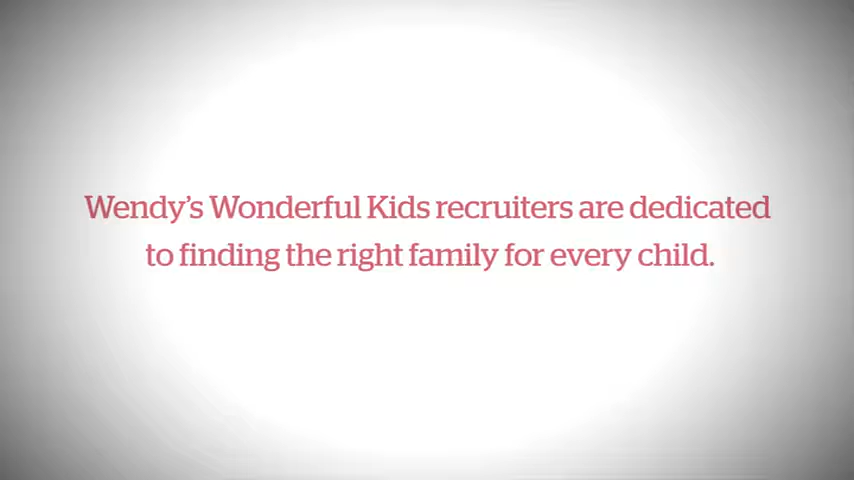 Wendy’s Wonderful Kids recruiters are dedicated
to finding the right family for every child.